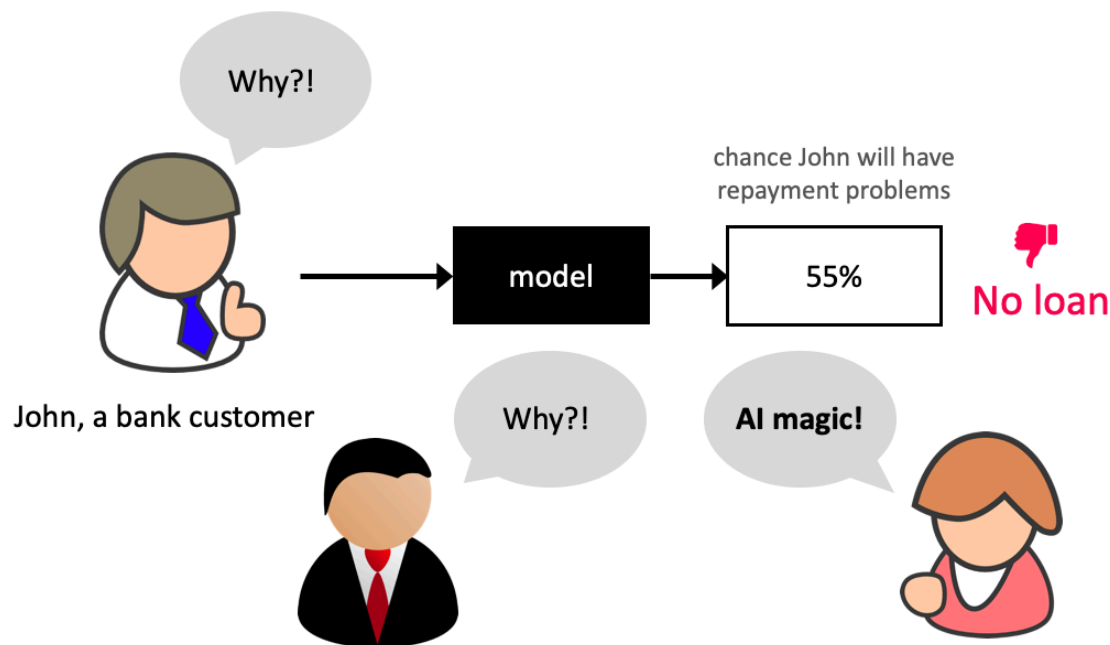 Why?!
chance John will have
repayment problems
model
55%
No loan
John, a bank customer
Why?!
AI magic!